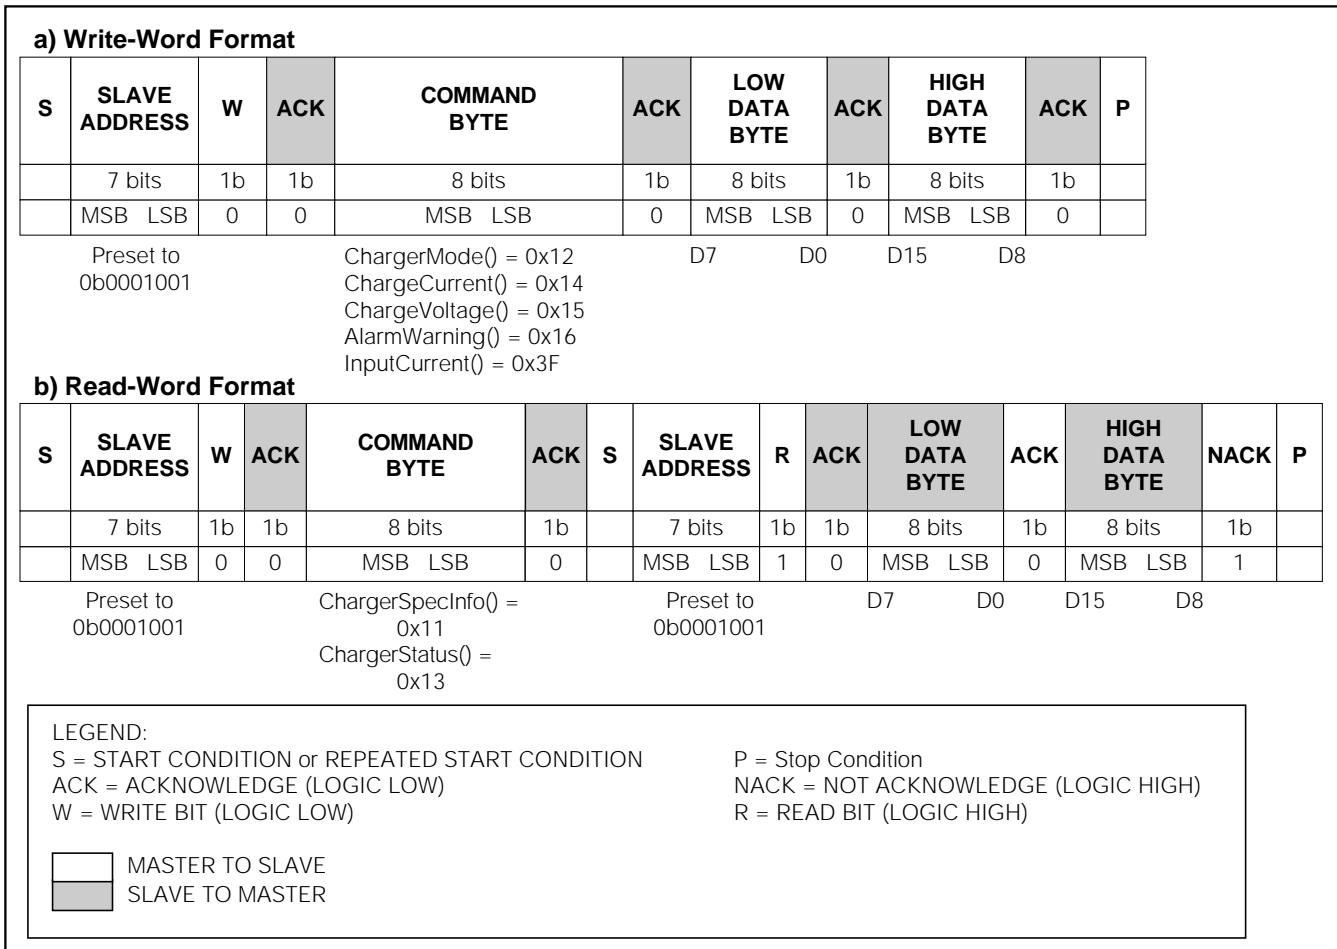 a) Write-Word Format
S SLAVE ADDRESS W ACK COMMAND BYTE ACK LOW DATA BYTE ACK HIGH DATA BYTE ACK P
7 bits 1b 1b 8 bits 1b 8 bits 1b 8 bits 1b
MSB LSB 0 0 MSB LSB 0 MSB LSB 0 MSB LSB 0
Preset to 0b0001001
ChargerMode() = 0x12
ChargeCurrent() = 0x14
ChargeVoltage() = 0x15
AlarmWarning() = 0x16
InputCurrent() = 0x3F
D7 D0 D15 D8
b) Read-Word Format
S SLAVE ADDRESS W ACK COMMAND BYTE ACK S SLAVE ADDRESS R ACK LOW DATA BYTE ACK HIGH DATA BYTE NACK P
7 bits 1b 1b 8 bits 1b 7 bits 1b 1b 8 bits 1b 8 bits 1b
MSB LSB 0 0 MSB LSB 0 MSB LSB 1 0 MSB LSB 0 MSB LSB 1
Preset to 0b0001001
ChargerSpecInfo() =
0x11
ChargerStatus() =
0x13
Preset to 0b0001001
D7 D0 D15 D8
LEGEND:
S = START CONDITION or REPEATED START CONDITION
ACK = ACKNOWLEDGE (LOGIC LOW)
W = WRITE BIT (LOGIC LOW)
P = Stop Condition
NACK = NOT ACKNOWLEDGE (LOGIC HIGH)
R = READ BIT (LOGIC HIGH)
MASTER TO SLAVE
SLAVE TO MASTER